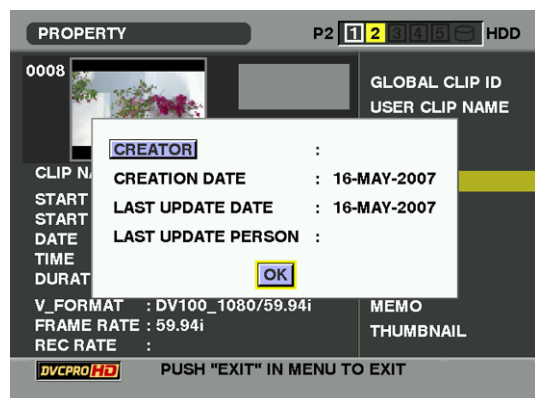 PROPERTY
P2 1 2 3 4 5 HDD
0008
GLOBAL CLIP ID
USER CLIP NAME
CREATOR :
CREATION DATE : 16-MAY-2007
LAST UPDATE DATE : 16-MAY-2007
LAST UPDATE PERSON :
OK
CLIP
START
START
DATE
TIME
DURAT
V_FORMAT : DV100_1080/59.94i
FRAME RATE : 59.94i
REC RATE :
MEMO
THUMBNAIL
DVCPRO HD
PUSH "EXIT" IN MENU TO EXIT